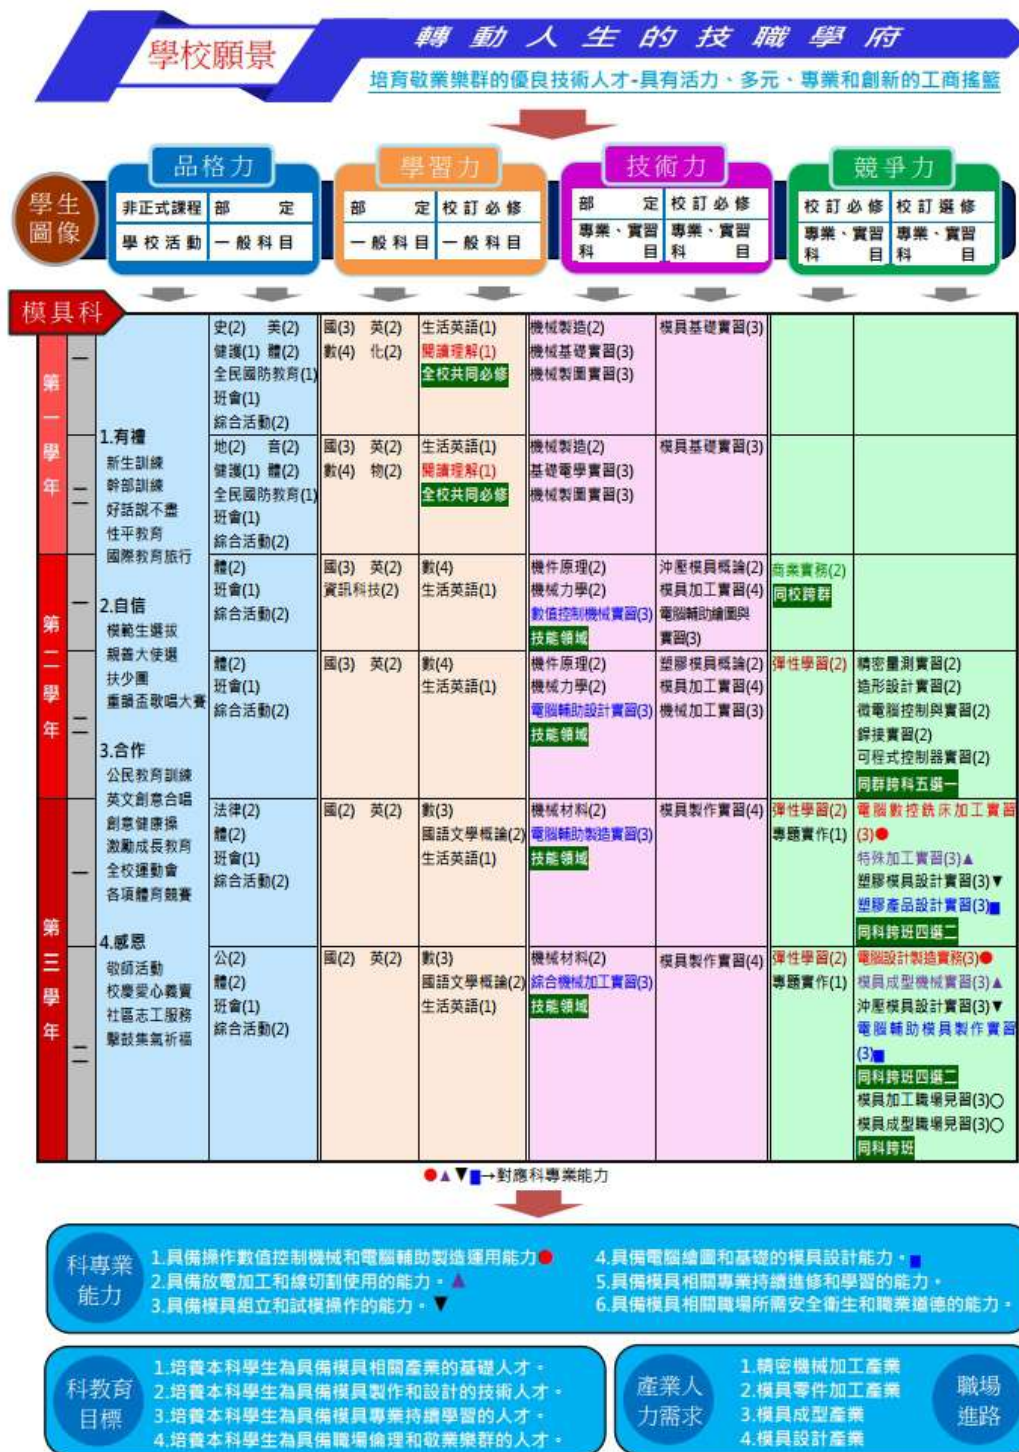 學校願景
轉動人生的技職學府
培育敬業樂群的優良技術人才-具有活力、多元、專業和創新的工商搖籃
學生圖像
品格力
非正式課程 部定
學校活動 一般科目
學習力
部定 校訂必修
一般科目 一般科目
技術力
部定 校訂必修
專業、實習科目 專業、實習科目
競爭力
校訂必修 校訂選修
專業、實習科目 專業、實習科目
模具科
1.有禮
新生訓練
幹部訓練
好話說不盡
性平教育
國際教育旅行
2.自信
模範生選拔
親善大使選
扶少團
重韻盃歌唱大賽
3.合作
公民教育訓練
英文創意合唱
創意健康操
激勵成長教育
全校運動會
各項體育競賽
4.感恩
敬師活動
校慶愛心義賣
社區志工服務
擊鼓集氣祈福
第一學年
一
史(2) 美(2)
健護(1) 體(2)
全民國防教育(1)
班會(1)
綜合活動(2)
國(3) 英(2)
數(4) 化(2)
生活英語(1)
閱讀理解(1)
全校共同必修
機械製造(2)
機械基礎實習(3)
機械製圖實習(3)
模具基礎實習(3)
二
地(2) 音(2)
健護(1) 體(2)
全民國防教育(1)
班會(1)
綜合活動(2)
國(3) 英(2)
數(4) 物(2)
生活英語(1)
閱讀理解(1)
全校共同必修
機械製造(2)
基礎電學實習(3)
機械製圖實習(3)
模具基礎實習(3)
第二學年
一
體(2)
班會(1)
綜合活動(2)
國(3) 英(2)
資訊科技(2)
數(4)
生活英語(1)
機件原理(2)
機械力學(2)
數值控制機械實習(3)
技能領域
沖壓模具概論(2)
模具加工實習(4)
電腦輔助繪圖與
實習(3)
商業實務(2)
同校跨群
二
體(2)
班會(1)
綜合活動(2)
國(3) 英(2)
數(4)
生活英語(1)
機件原理(2)
機械力學(2)
電腦輔助設計實習(3)
技能領域
塑膠模具概論(2)
模具加工實習(4)
機械加工實習(3)
彈性學習(2)
精密量測實習(2)
造形設計實習(2)
微電腦控制與實習(2)
銲接實習(2)
可程式控制器實習(2)
同群跨科五選一
第三學年
一
法律(2)
體(2)
班會(1)
綜合活動(2)
國(2) 英(2)
數(3)
國語文學概論(2)
生活英語(1)
機械材料(2)
電腦輔助製造實習(3)
技能領域
模具製作實習(4)
彈性學習(2)
專題實作(1)
電腦數控銑床加工實習
(3)●
特殊加工實習(3)▲
塑膠模具設計實習(3)▼
塑膠產品設計實習(3)■
同科跨班四選二
二
公(2)
體(2)
班會(1)
綜合活動(2)
國(2) 英(2)
數(3)
國語文學概論(2)
生活英語(1)
機械材料(2)
綜合機械加工實習(3)
技能領域
模具製作實習(4)
彈性學習(2)
專題實作(1)
電腦設計製造實務(3)●
模具成型機械實習(3)▲
沖壓模具設計實習(3)▼
電腦輔助模具製作實習
(3)■
同科跨班四選二
模具加工職場見習(3)○
模具成型職場見習(3)○
同科跨班
●▲▼■→對應科專業能力
科專業能力
1.具備操作數值控制機械和電腦輔助製造運用能力●
2.具備放電加工和線切割使用的能力。▲
3.具備模具組立和試模操作的能力。▼
4.具備電腦繪圖和基礎的模具設計能力。■
5.具備模具相關專業持續進修和學習的能力。
6.具備模具相關職場所需安全衛生和職業道德的能力。
科教育目標
1.培養本科學生為具備模具相關產業的基礎人才。
2.培養本科學生為具備模具製作和設計的技術人才。
3.培養本科學生為具備模具專業持續學習的人才。
4.培養本科學生為具備職場倫理和敬業樂群的人才。
產業人力需求
1.精密機械加工產業
2.模具零件加工產業
3.模具成型產業
4.模具設計產業
職場進路